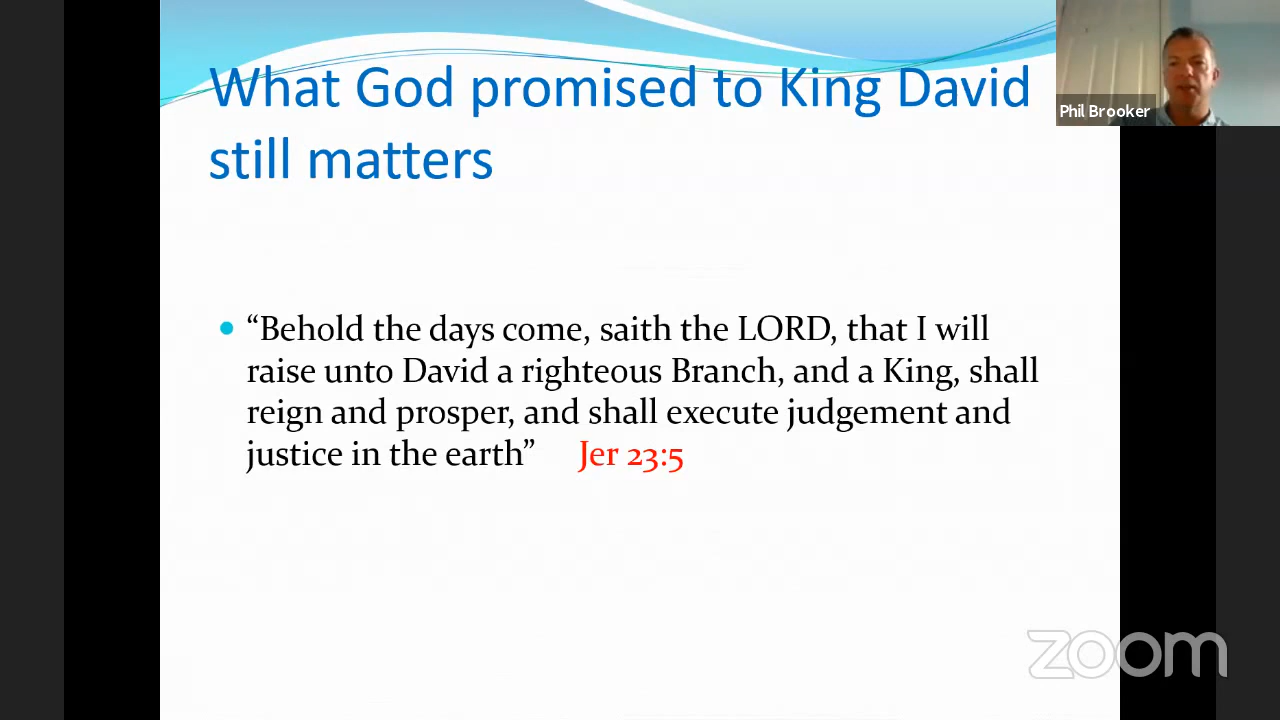 What God promised to King David
still matters
Phil Brooker
• “Behold the days come, saith the LORD, that I will
raise unto David a righteous Branch, and a King, shall
reign and prosper, and shall execute judgement and
justice in the earth” Jer 23:5
zoom